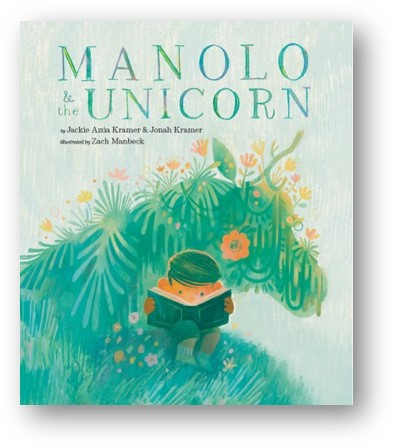 MANOLO
& the UNICORN
by Jackie Azúa Kramer & Jonah Kramer
illustrated by Zach Manbeck